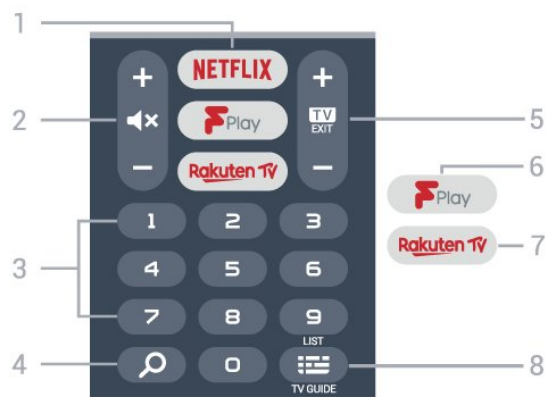 1
+ NETFLIX +
2 Play TV EXIT 5
− Rakuten TV −
6
Play
1 2 3
Rakuten TV 7
3
4 5 6
7 8 9
LIST
4 0 8
TV GUIDE